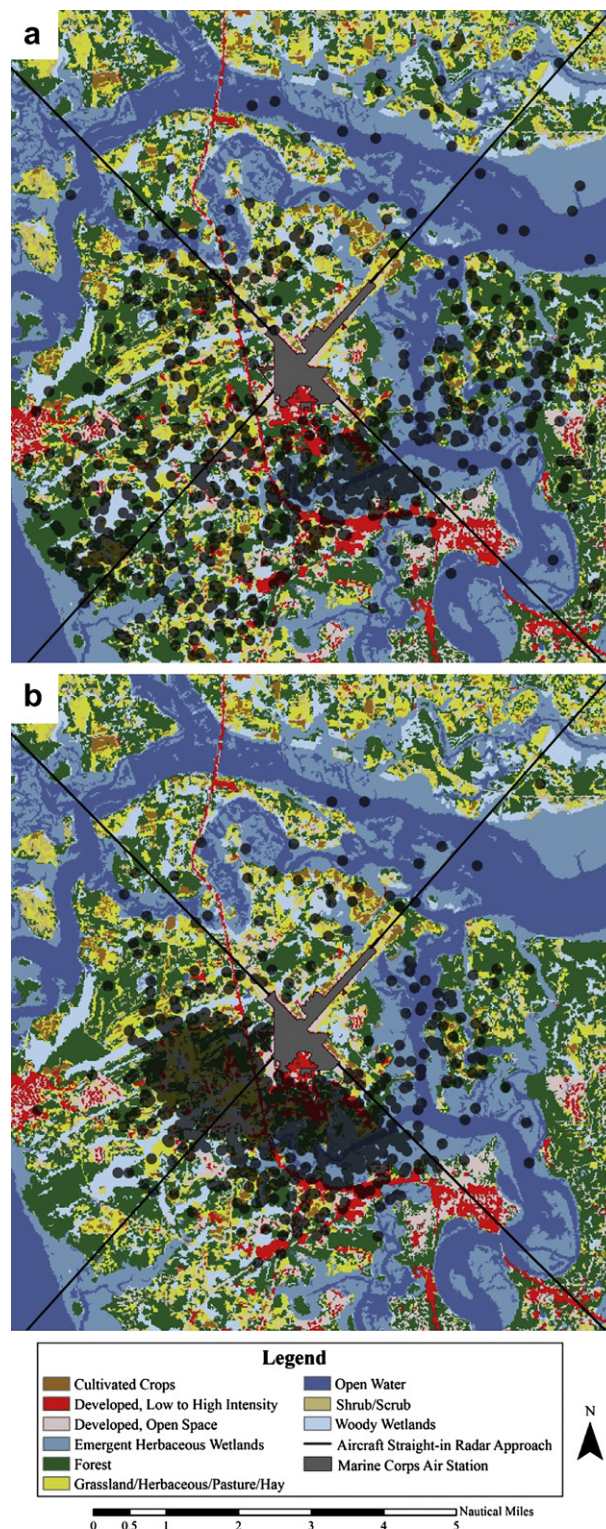 a
b
Legend
Cultivated Crops
Developed, Low to High Intensity
Developed, Open Space
Emergent Herbaceous Wetlands
Forest
Grassland/Herbaceous/Pasture/Hay
Open Water
Shrub/Scrub
Woody Wetlands
Aircraft Straight-in Radar Approach
Marine Corps Air Station
N
Nautical Miles
0 0.5 1 2 3 4 5